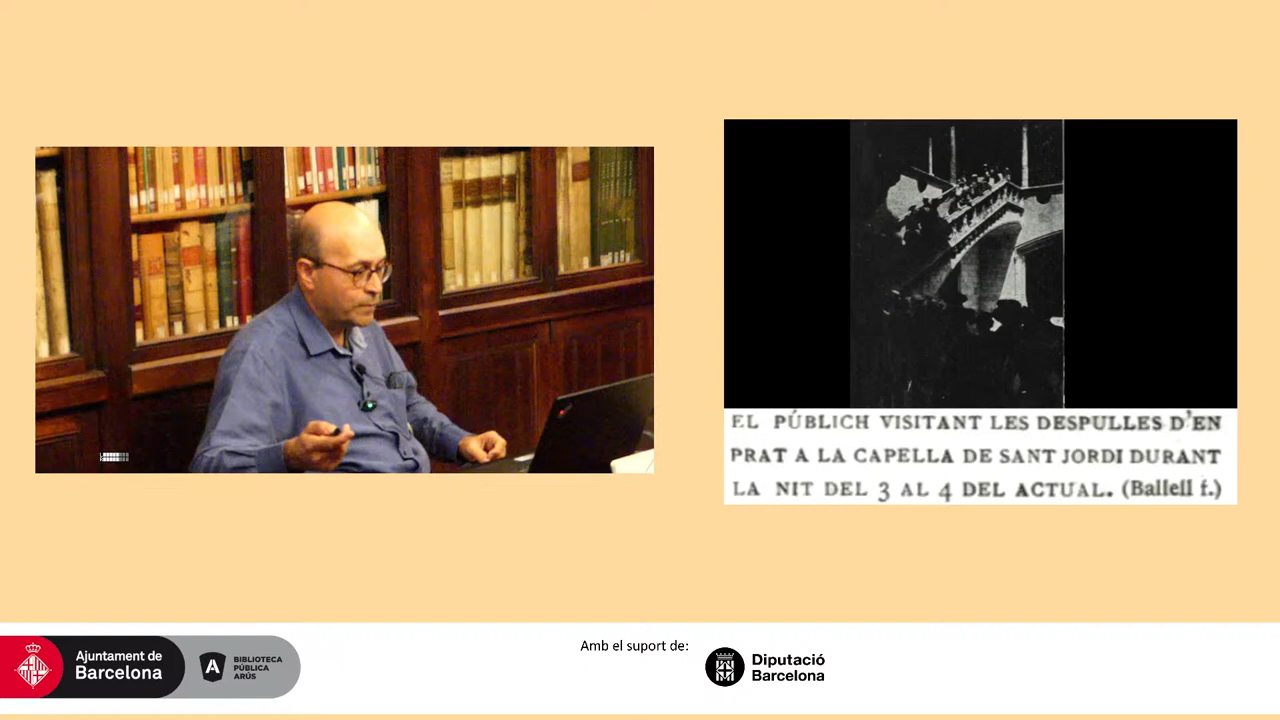 EL PÚBLICH VISITANT LES DESPULLES D'EN
PRAT A LA CAPELLA DE SANT JORDI DURANT
LA NIT DEL 3 AL 4 DEL ACTUAL. (Ballell f.)
Amb el suport de:
Ajuntament de
Barcelona
A
BIBLIOTECA
PÚBLICA
ARÚS
Diputació
Barcelona